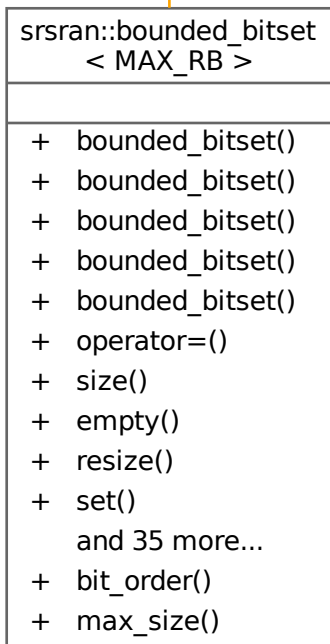 srsran::bounded_bitset
< MAX_RB >
+ bounded_bitset()
+ bounded_bitset()
+ bounded_bitset()
+ bounded_bitset()
+ bounded_bitset()
+ operator=()
+ size()
+ empty()
+ resize()
+ set()
and 35 more...
+ bit_order()
+ max_size()